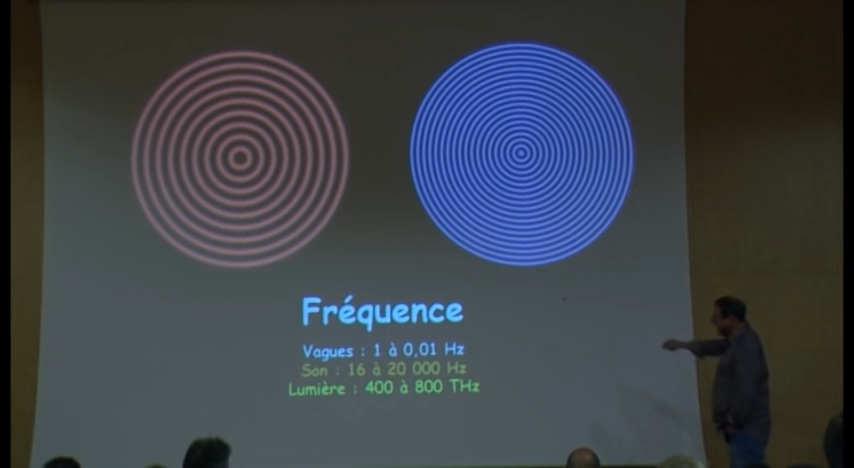 Fréquence
Vagues : 1 à 0,01 Hz
Son : 16 à 20 000 Hz
Lumière : 400 à 800 THz